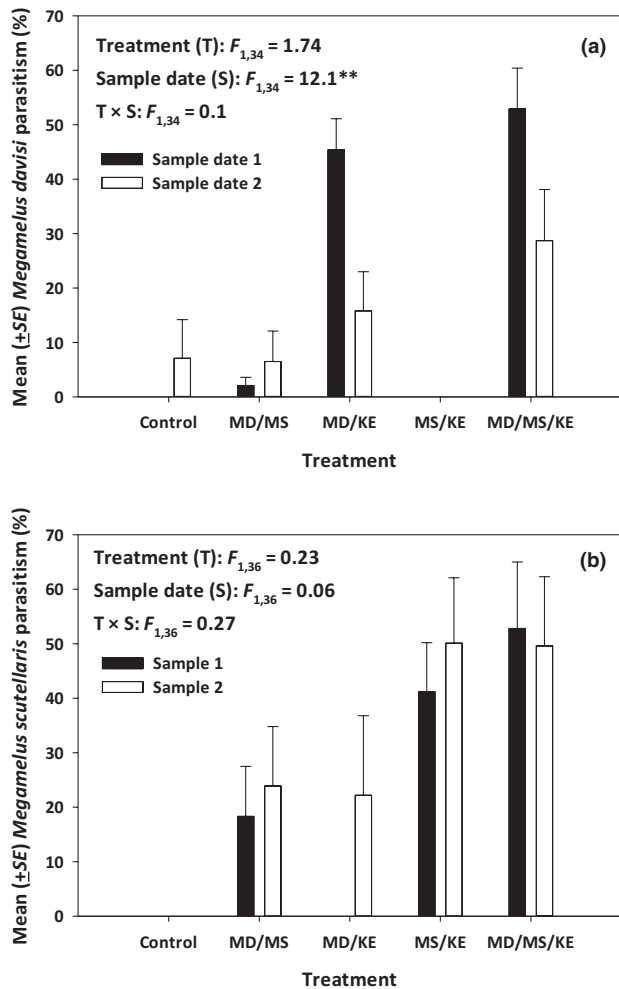 (a)
Treatment (T): F1,34 = 1.74
Sample date (S): F1,34 = 12.1**
T × S: F1,34 = 0.1
Sample date 1
Sample date 2
Mean (±SE) Megamelus davisi parasitism (%)
70
60
50
40
30
20
10
0
Control MD/MS MD/KE MS/KE MD/MS/KE
Treatment
(b)
Treatment (T): F1,36 = 0.23
Sample date (S): F1,36 = 0.06
T × S: F1,36 = 0.27
Sample 1
Sample 2
Mean (±SE) Megamelus scutellaris parasitism (%)
70
60
50
40
30
20
10
0
Control MD/MS MD/KE MS/KE MD/MS/KE
Treatment